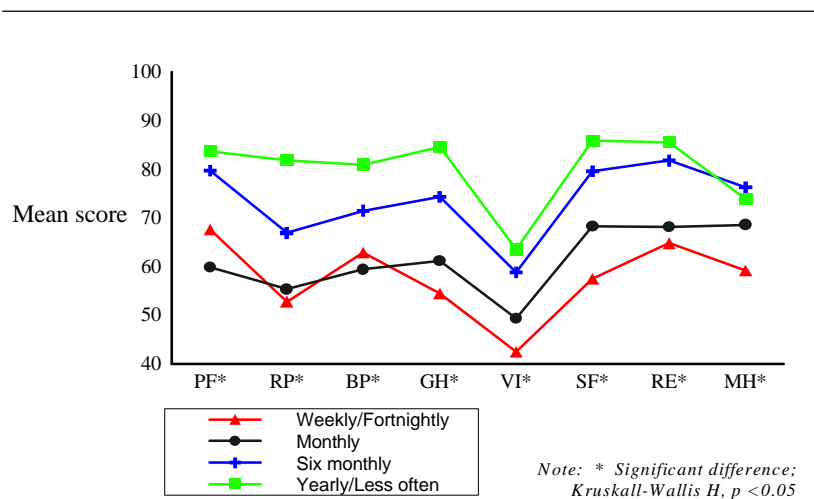 100
90
80
70
60
50
40
Mean score
PF* RP* BP* GH* VI* SF* RE* MH*
Weekly/Fortnightly
Monthly
Six monthly
Yearly/Less often
Note: * Significant difference;
Kruskall-Wallis H, p <0.05